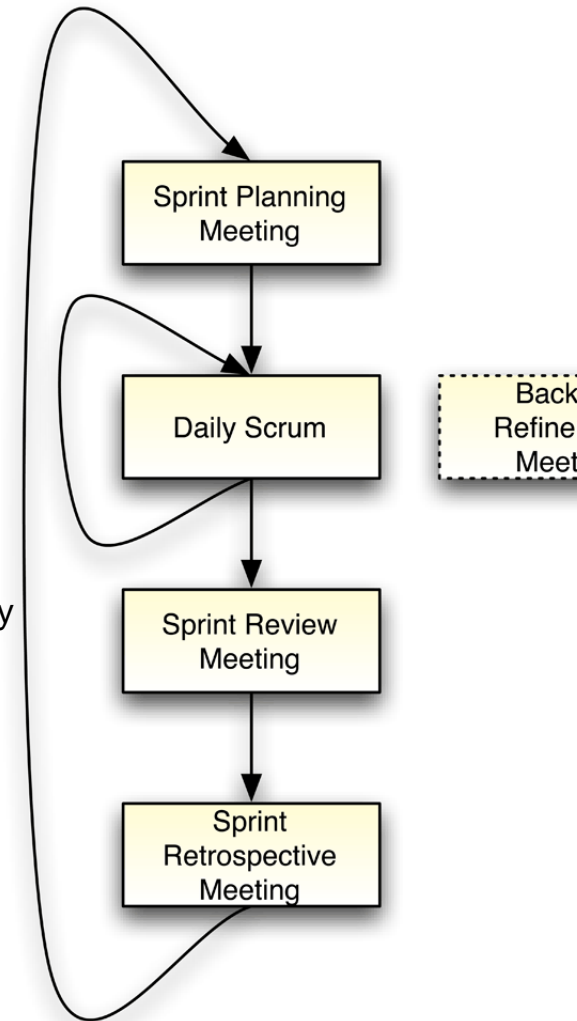 Sprint Planning
Meeting
Daily Scrum
Back
Refine
Meet
y
Sprint Review
Meeting
Sprint
Retrospective
Meeting